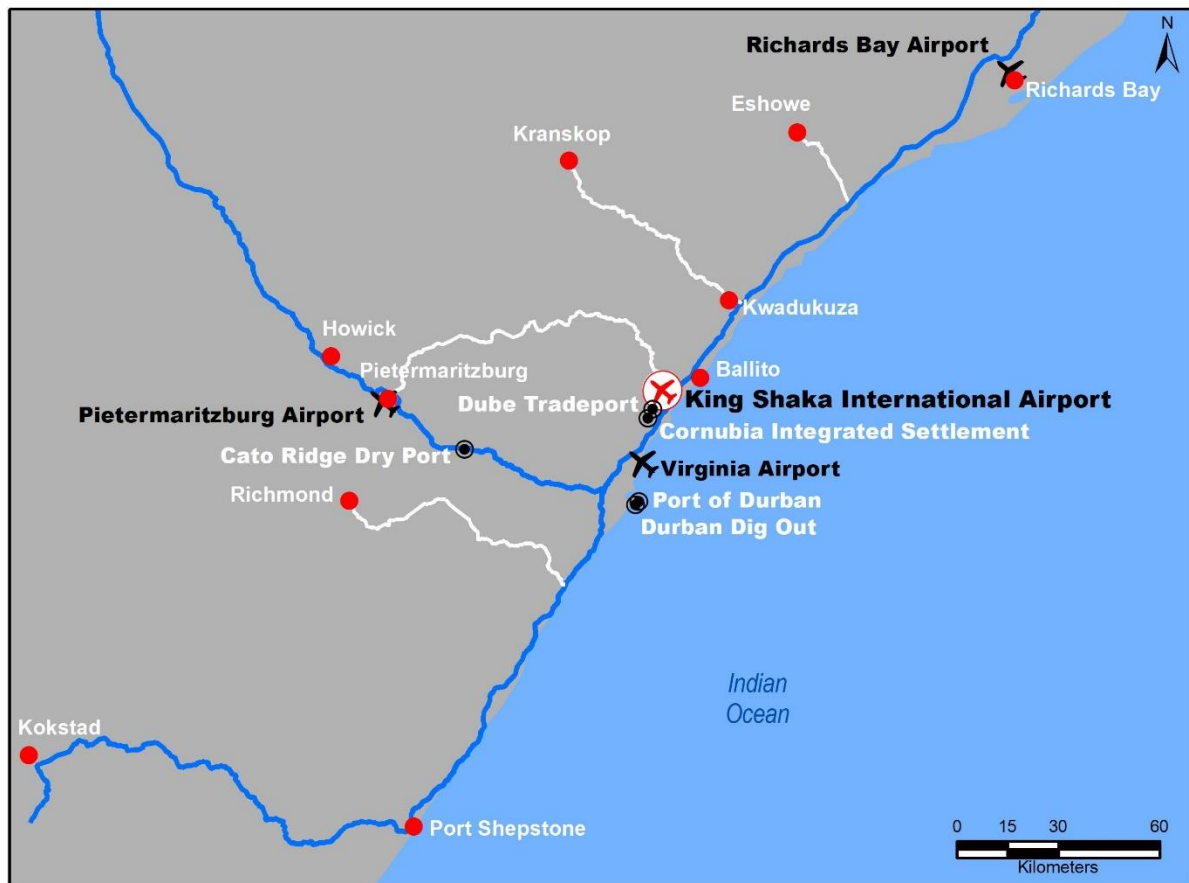 N
Richards Bay Airport
Richards Bay
Eshowe
Kranskop
Kwadukuza
Howick
Pietermaritzburg
Ballito
Pietermaritzburg Airport
Dube Tradeport
King Shaka International Airport
Cornubia Integrated Settlement
Cato Ridge Dry Port
Virginia Airport
Richmond
Port of Durban
Durban Dig Out
Indian
Ocean
Kokstad
Port Shepstone
0 15 30 60
Kilometers